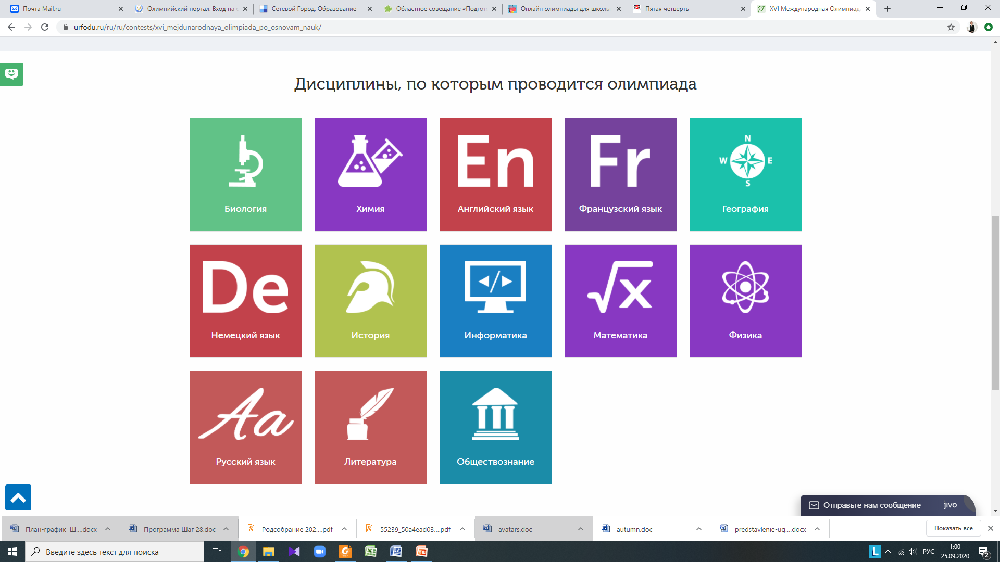 Почта Mail.ru
Олимпийский портал. Вход на с
Сетевой Город. Образование
Областное совещание «Подгот
Онлайн олимпиады для школьн
Пятая четверть
XVI Международная Олимпиад
urfodu.ru/ru/ru/contests/xvi_mejdunarodnaya_olimpiada_po_osnovam_nauk/
Дисциплины, по которым проводится олимпиада
En
Fr
N
W E
S
Биология
Химия
Английский язык
Французский язык
География
De
</>
√x
Немецкий язык
История
Информатика
Математика
Физика
Aa
Русский язык
Литература
Обществознание
Отправьте нам сообщение jivo
План-график Ш....docx
Программа Шаг 28.doc
Родсобрание 202....pdf
55239_50a4ead03....pdf
avatars.doc
autumn.doc
predstavlenie-ug....docx
Показать все
Введите здесь текст для поиска
L
РУС
1:00
25.09.2020
2